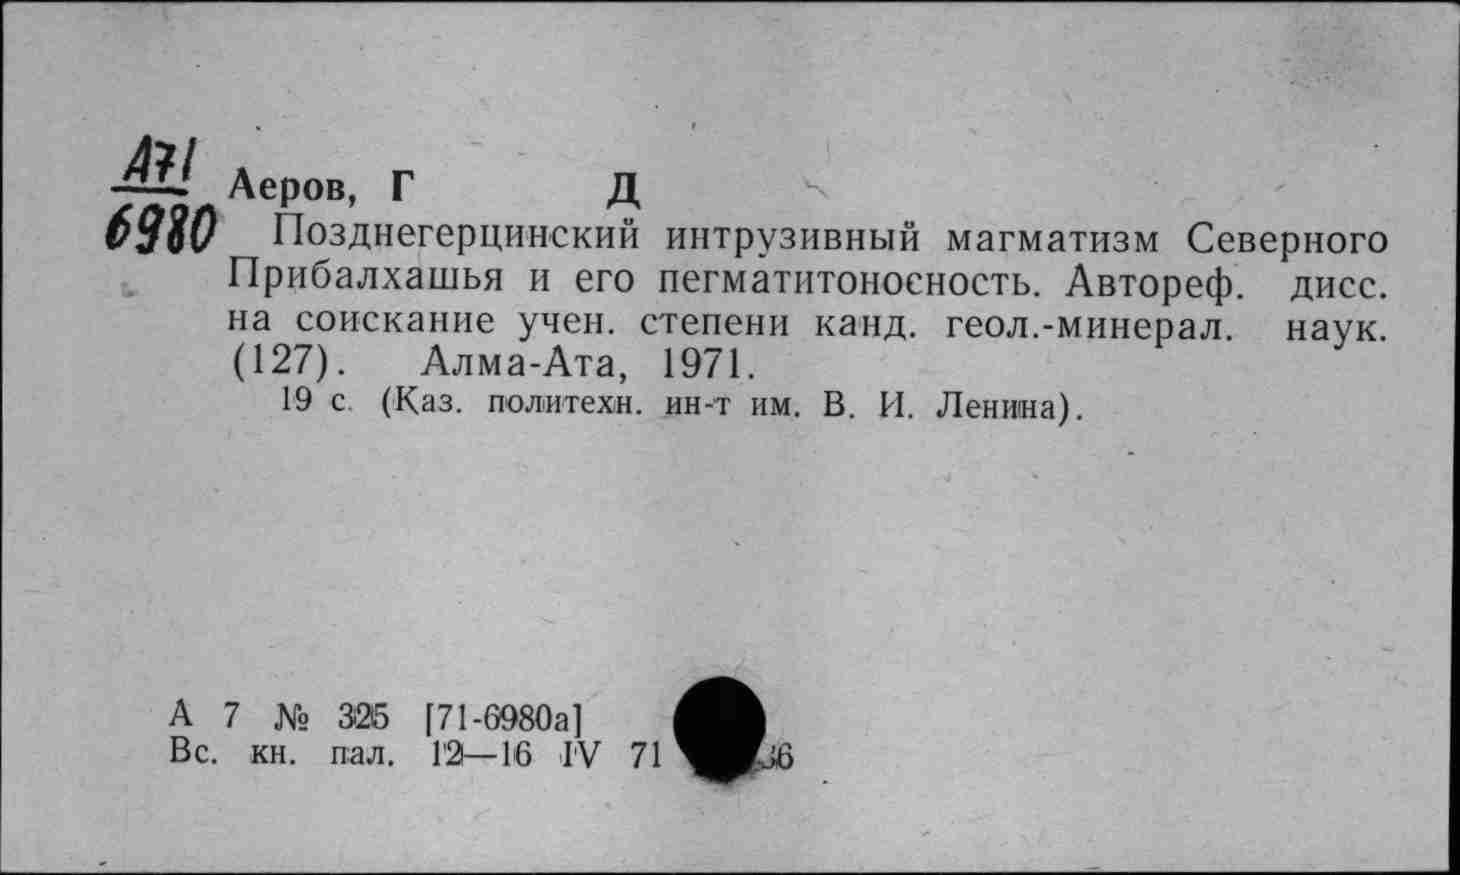 А71
6980
Аеров, Г Д
Позднегерцинский интрузивный магматизм Северного
Прибалхашья и его пегматитоносность. Автореф. дисс.
на соискание учен. степени канд. геол.-минерал. наук.
(127). Алма-Ата, 1971.
19 с. (Каз. политехн. ин-т им. В. И. Ленина).
А 7 № 325 [71-6980а]
Вс. кн. пал. 12—16 IV 71